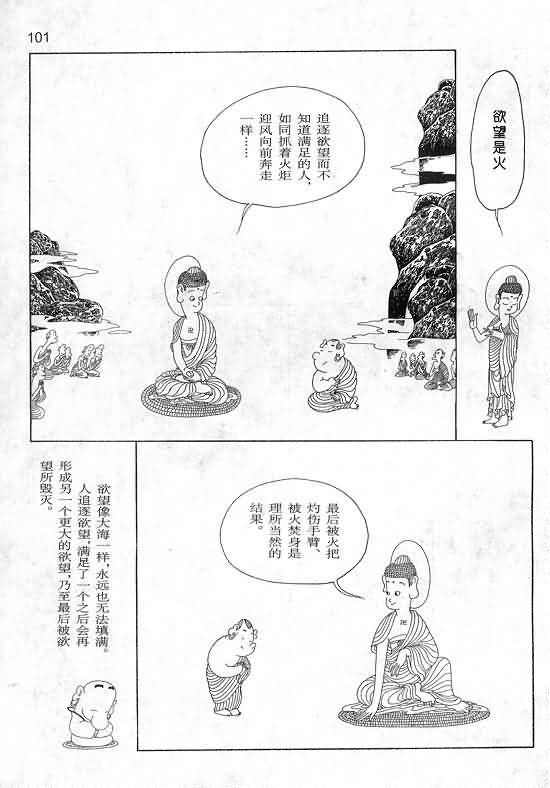 101
欲望是火
追逐欲望而不
知道满足的人，
如同抓着火炬
迎风向前奔走
一样……
最后被火把
灼伤手臂、
被火焚身是
理所当然的
结果。
欲望像大海一样，永远也无法填满。
人追逐欲望，满足了一个之后会再
形成另一个更大的欲望，乃至最后被欲
望所毁灭。